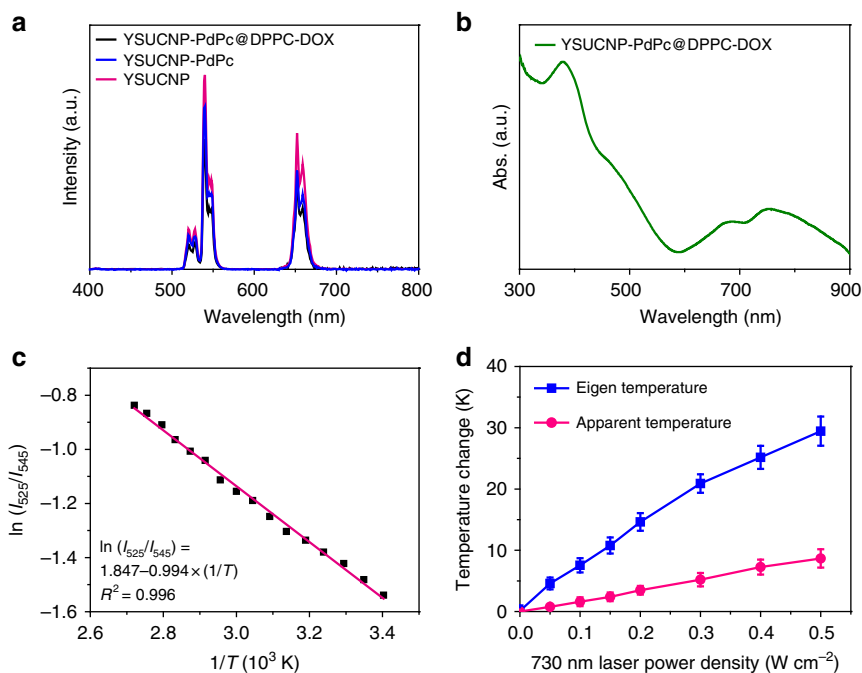 a
YSUCNP-PdPc@DPPC-DOX
YSUCNP-PdPc
YSUCNP
Intensity (a.u.)
400 500 600 700 800
Wavelength (nm)
b
YSUCNP-PdPc@DPPC-DOX
Abs. (a.u.)
300 500 700 900
Wavelength (nm)
c
ln (I525/I545)
−0.8
−1.0
−1.2
−1.4
−1.6
ln (I525/I545) =
1.847–0.994 × (1/T)
R² = 0.996
2.6 2.8 3.0 3.2 3.4
1/T (10³ K)
d
Temperature change (K)
40
30
20
10
0
Eigen temperature
Apparent temperature
0.0 0.1 0.2 0.3 0.4 0.5
730 nm laser power density (W cm⁻²)